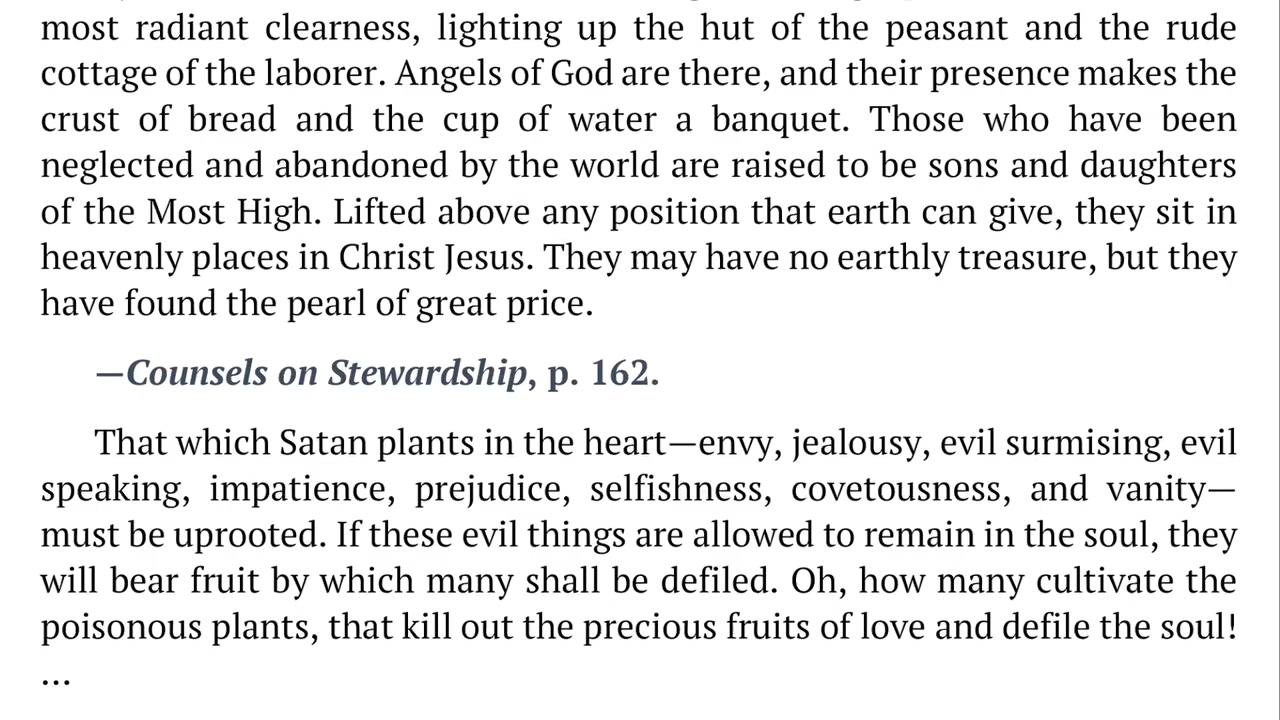 most radiant clearness, lighting up the hut of the peasant and the rude
cottage of the laborer. Angels of God are there, and their presence makes the
crust of bread and the cup of water a banquet. Those who have been
neglected and abandoned by the world are raised to be sons and daughters
of the Most High. Lifted above any position that earth can give, they sit in
heavenly places in Christ Jesus. They may have no earthly treasure, but they
have found the pearl of great price.
—Counsels on Stewardship, p. 162.
That which Satan plants in the heart—envy, jealousy, evil surmising, evil
speaking, impatience, prejudice, selfishness, covetousness, and vanity—
must be uprooted. If these evil things are allowed to remain in the soul, they
will bear fruit by which many shall be defiled. Oh, how many cultivate the
poisonous plants, that kill out the precious fruits of love and defile the soul!
...